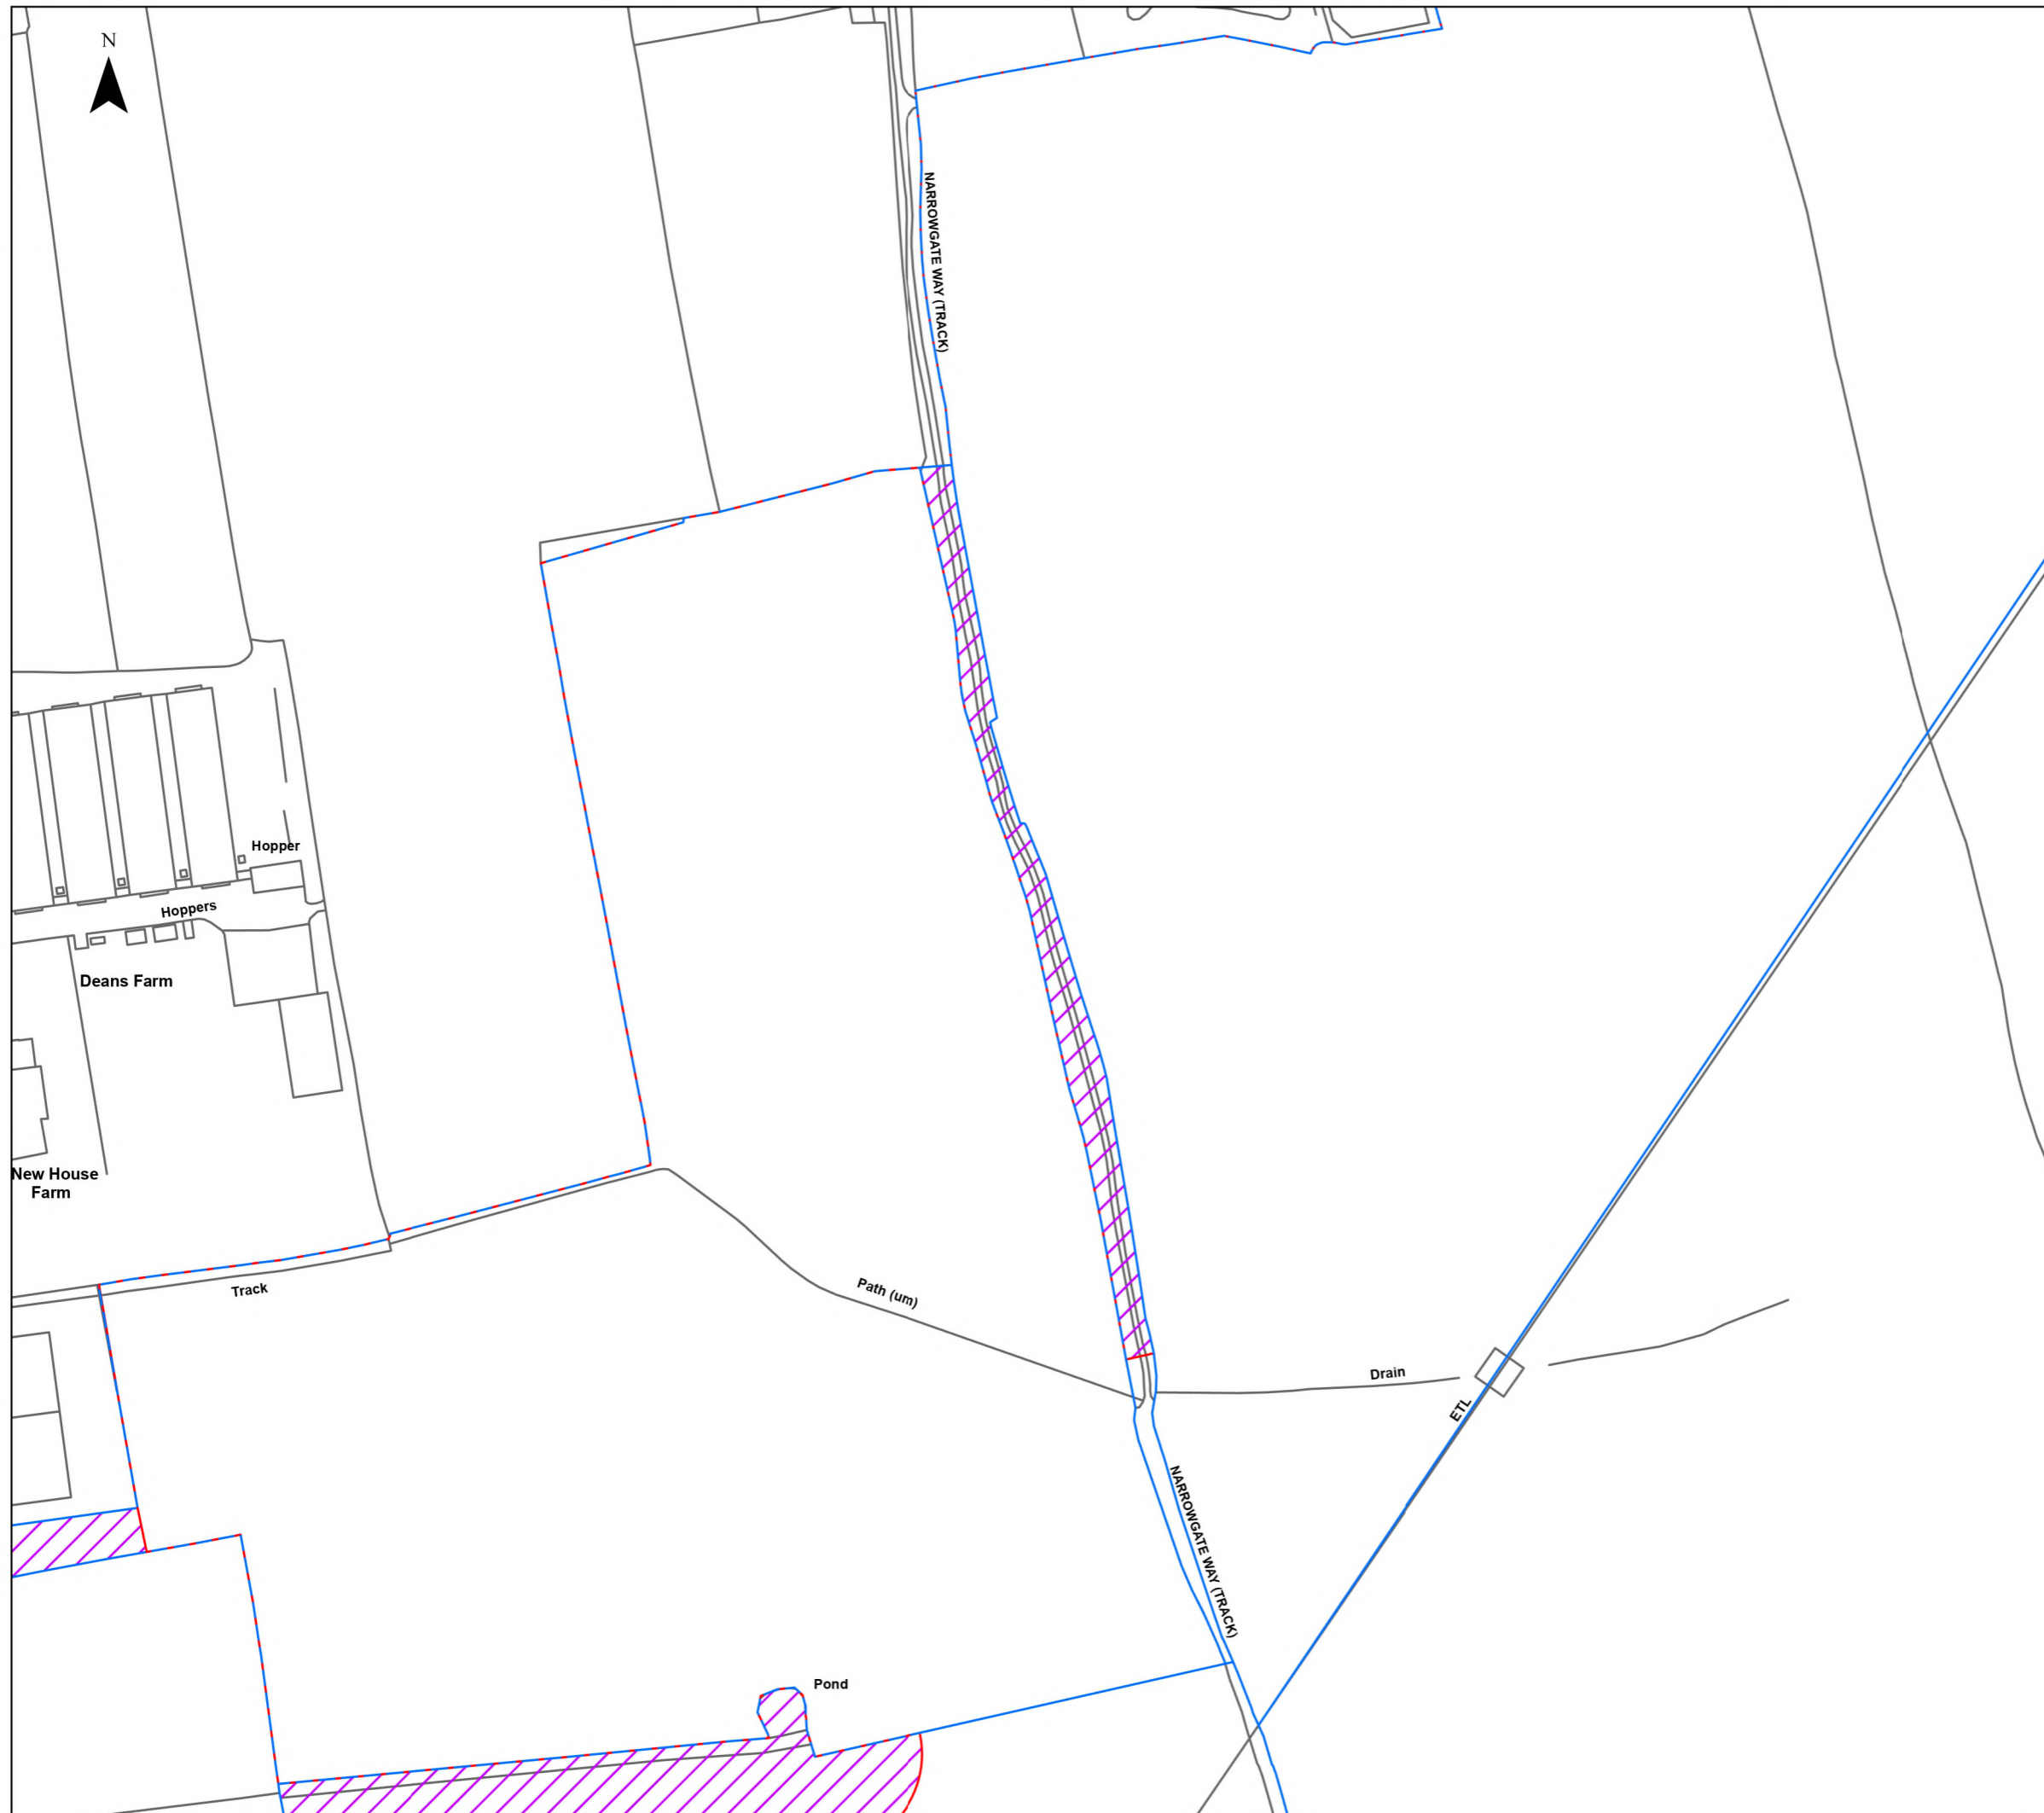 N
NARROWGATE WAY (TRACK)
Hopper
Hoppers
Deans Farm
New House
Farm
Track
Path (um)
Drain
ETL
NARROWGATE WAY (TRACK)
Pond